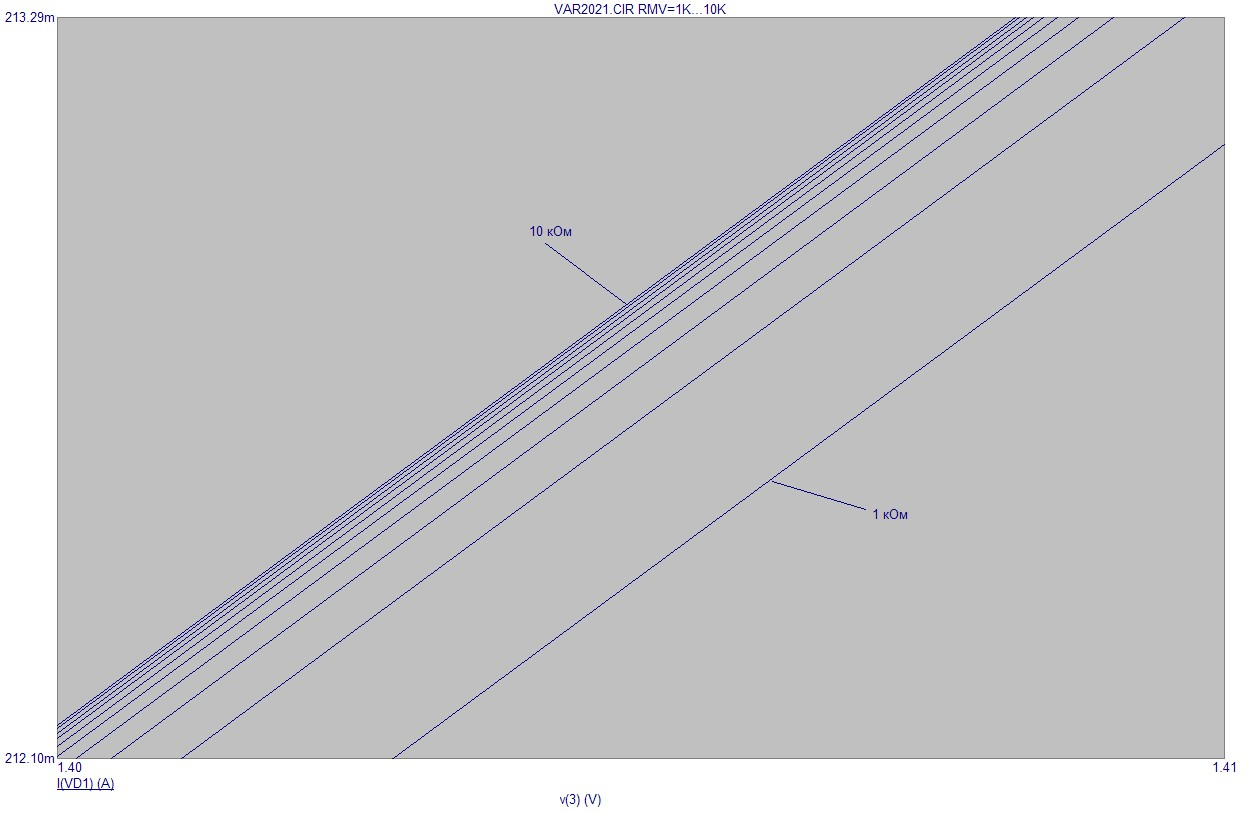 VAR2021.CIR RMV=1K...10K
213.29m
10 кОм
1 кОм
212.10m
1.40
1.41
I(VD1) (A)
v(3) (V)